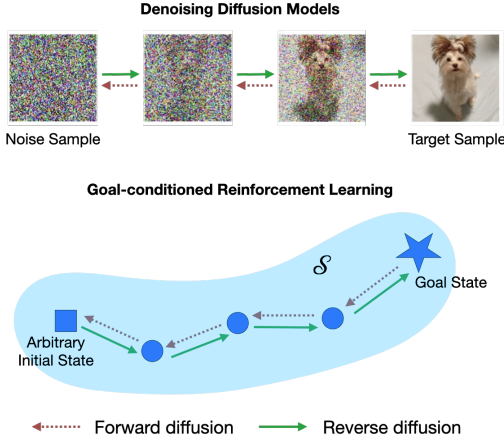 Denoising Diffusion Models
Noise Sample
Target Sample
Goal-conditioned Reinforcement Learning
𝒮
Goal State
Arbitrary
Initial State
Forward diffusion
Reverse diffusion